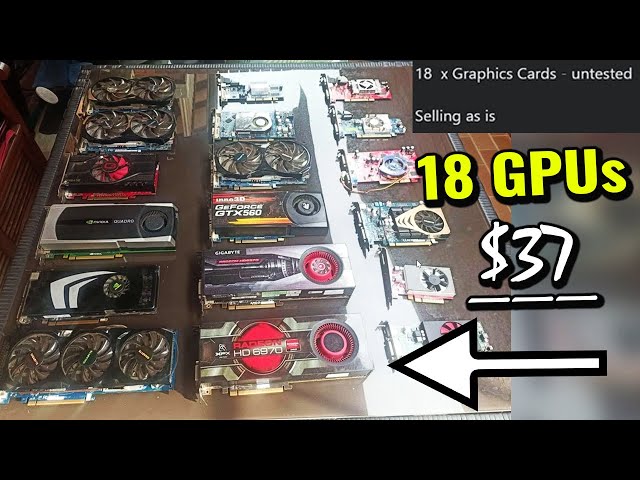 18 x Graphics Cards - untested
Selling as is
18 GPUs
$37
inno3D
GEFORCE
GTX560
NVIDIA
QUADRO
GIGABYTE
XFX
RADEON
HD 6970